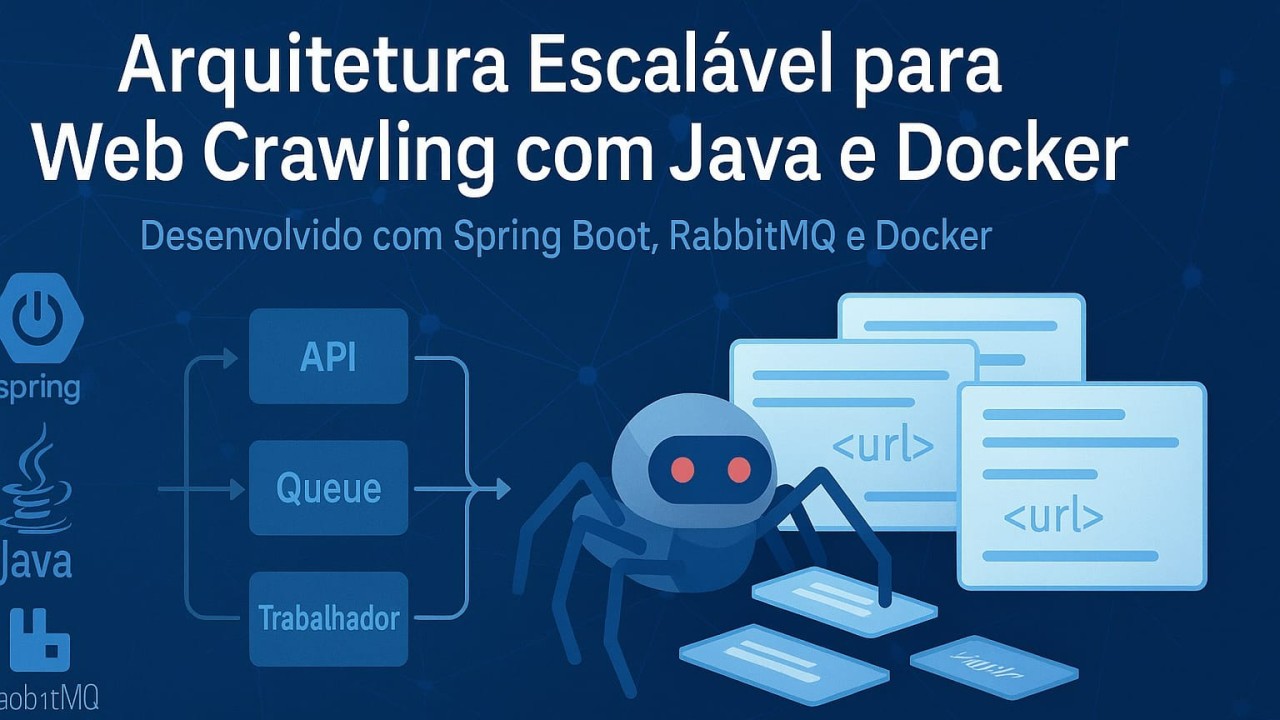 Arquitetura Escalável para
Web Crawling com Java e Docker
Desenvolvido com Spring Boot, RabbitMQ e Docker
spring
Java
aob1tMQ
API
Queue
Trabalhador
<url>
<url>